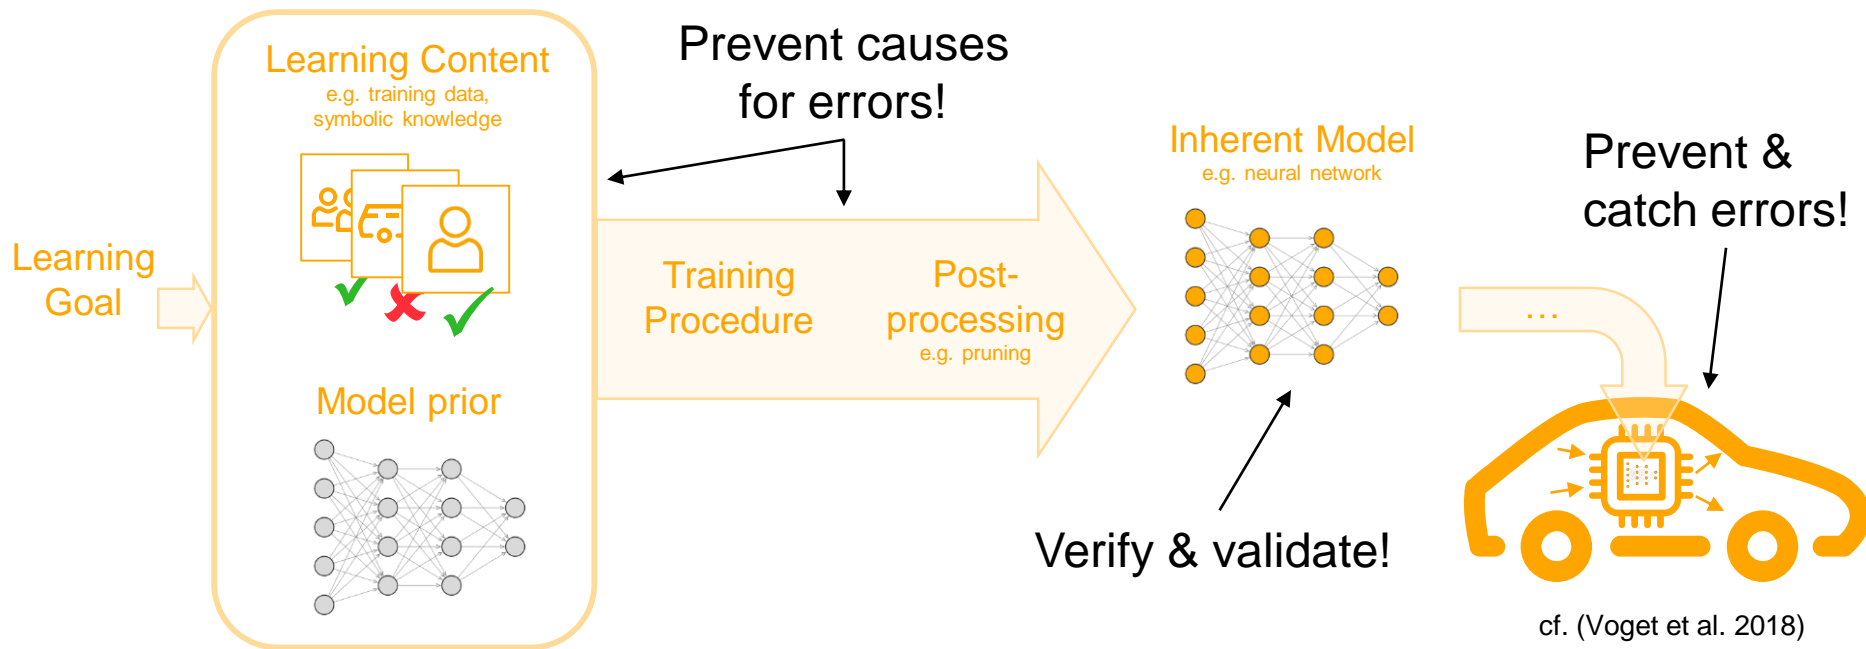 Learning
Goal
Learning Content
e.g. training data,
symbolic knowledge
Model prior
Prevent causes
for errors!
Training
Procedure
Post-
processing
e.g. pruning
Inherent Model
e.g. neural network
Verify & validate!
...
Prevent &
catch errors!
cf. (Voget et al. 2018)